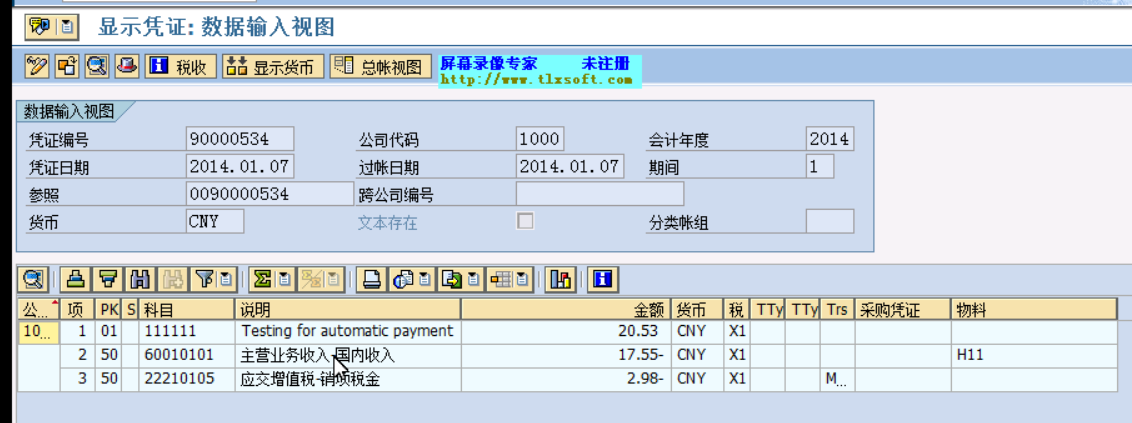 显示凭证: 数据输入视图
税收 显示货币 总帐视图 屏幕录像专家 未注册
http://www.tlxsoft.com
数据输入视图
凭证编号 90000534 公司代码 1000 会计年度 2014
凭证日期 2014.01.07 过帐日期 2014.01.07 期间 1
参照 0090000534 跨公司编号
货币 CNY 文本存在 分类帐组
公... 项 PK S 科目 说明 金额 货币 税 TTy TTy Trs 采购凭证 物料
10... 1 01 111111 Testing for automatic payment 20.53 CNY X1
2 50 60010101 主营业务收入-国内收入 17.55- CNY X1 H11
3 50 22210105 应交增值税-销项税金 2.98- CNY X1 M...